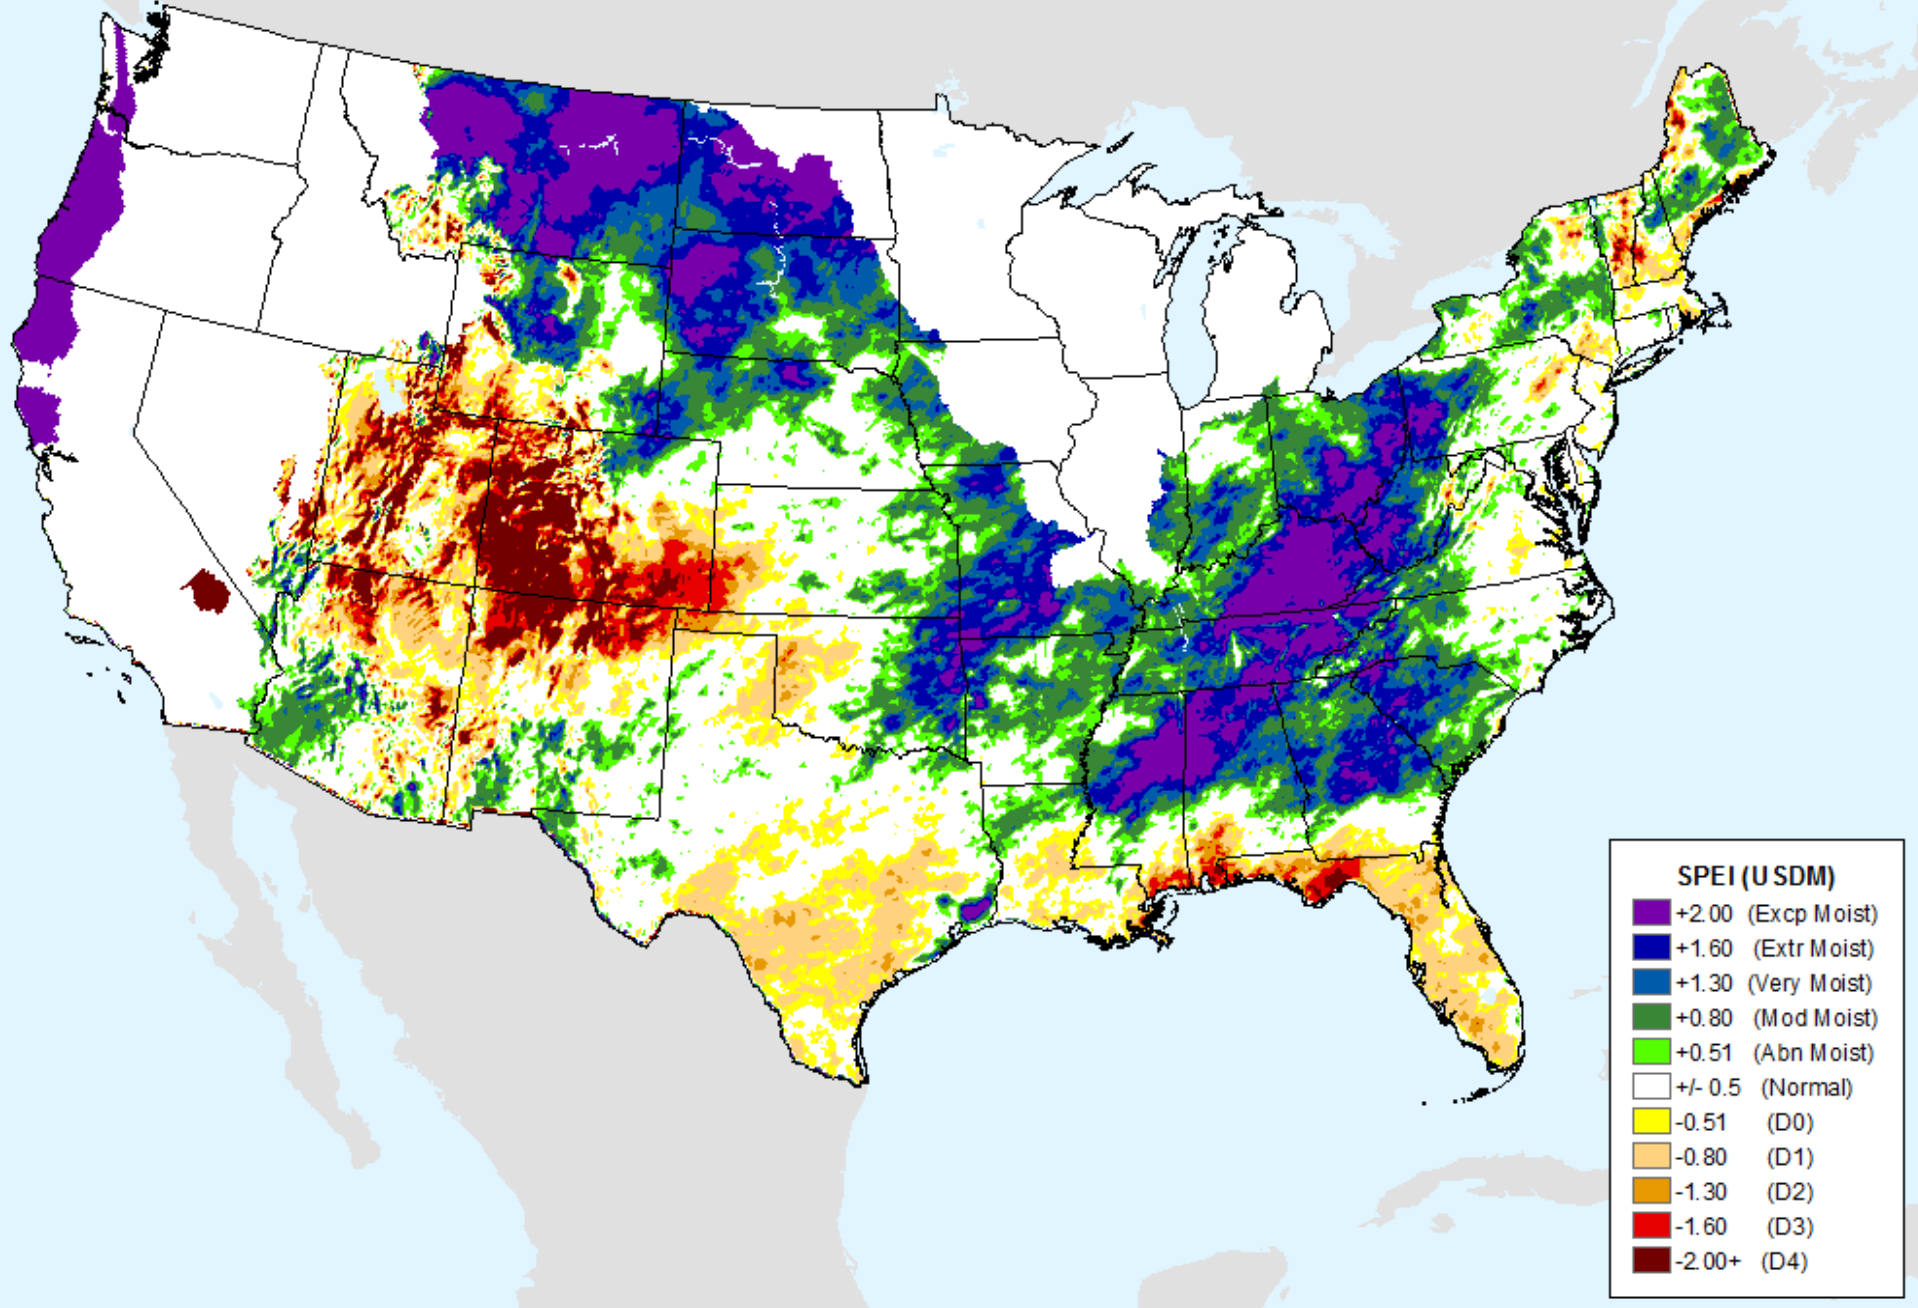 SPEI (USDM)
+2.00 (Excp Moist)
+1.60 (Extr Moist)
+1.30 (Very Moist)
+0.80 (Mod Moist)
+0.51 (Abn Moist)
+/- 0.5 (Normal)
-0.51 (D0)
-0.80 (D1)
-1.30 (D2)
-1.60 (D3)
-2.00+ (D4)